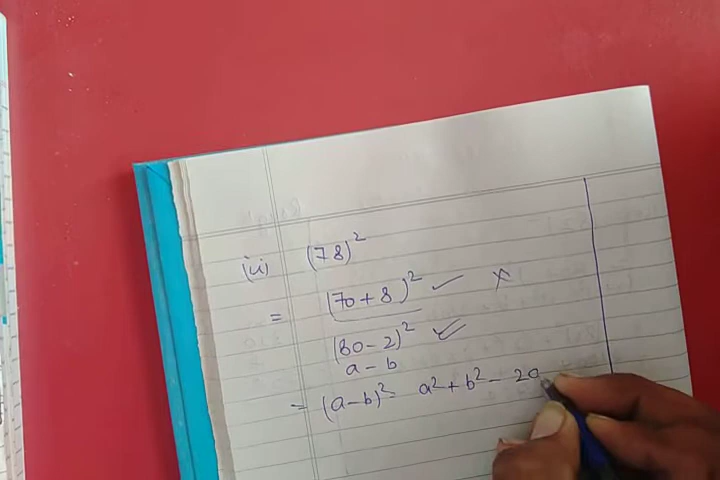 (ii) (78)²
= (70+8)² ✓ ×
(80-2)² ✓
a - b
= (a-b)² = a² + b² - 2a